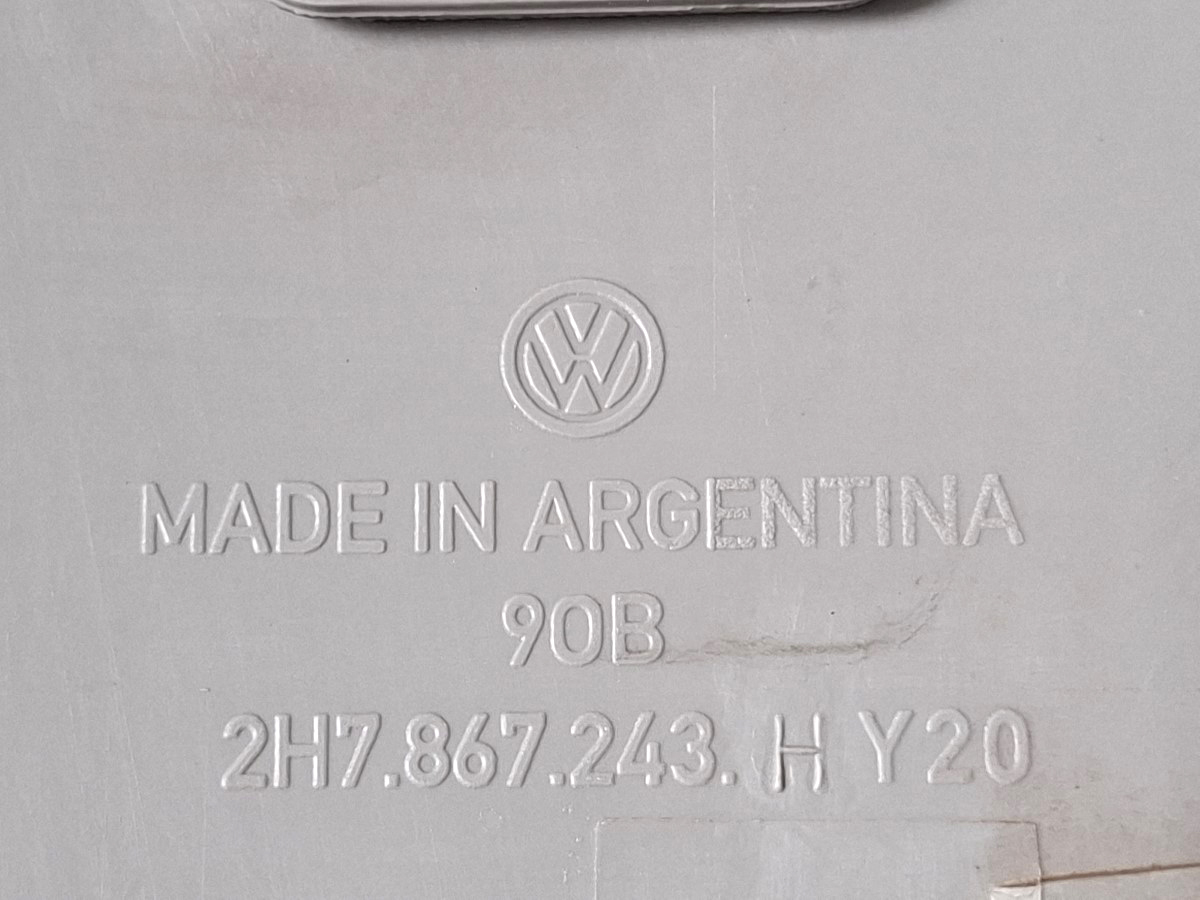 MADE IN ARGENTINA
90B
2H7.867.243. H Y20